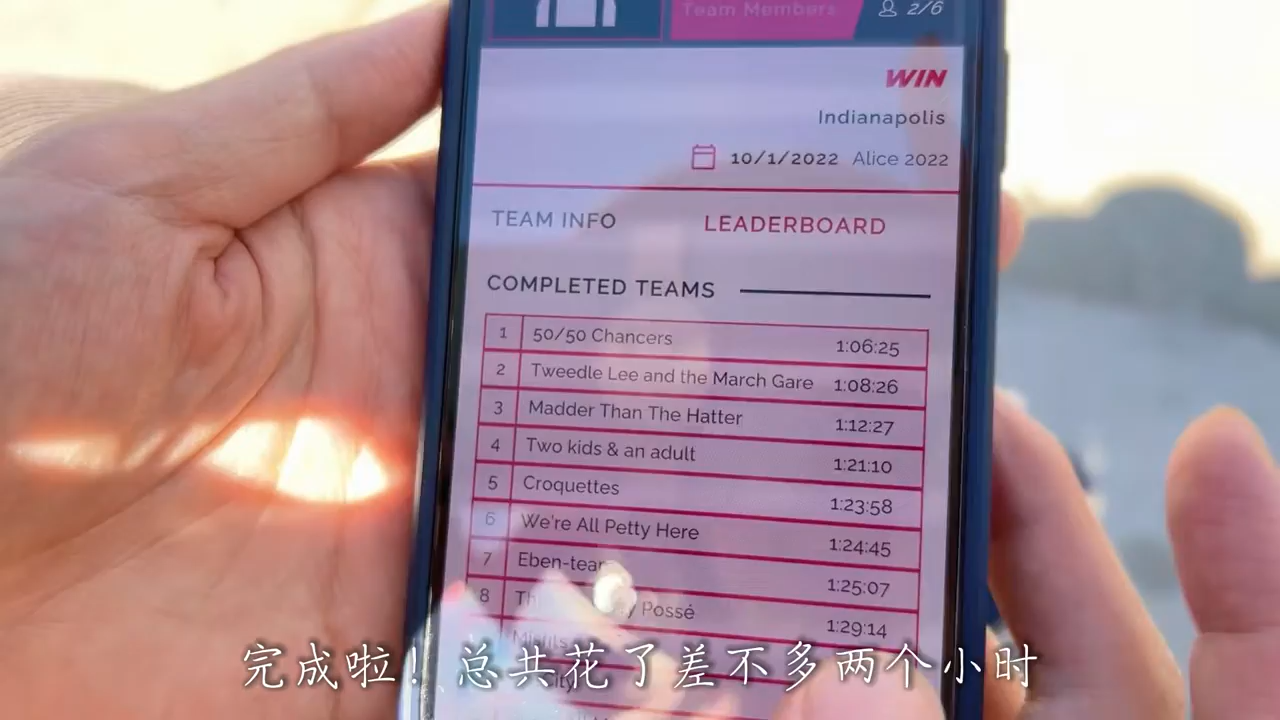 Team Members 2/6
WIN
Indianapolis
10/1/2022 Alice 2022
TEAM INFO LEADERBOARD
COMPLETED TEAMS
1 50/50 Chancers 1:06:25
2 Tweedle Lee and the March Gare 1:08:26
3 Madder Than The Hatter 1:12:27
4 Two kids & an adult 1:21:10
5 Croquettes 1:23:58
6 We're All Petty Here 1:24:45
7 Eben-team 1:25:07
8 Possé 1:29:14
完成啦！总共花了差不多两个小时